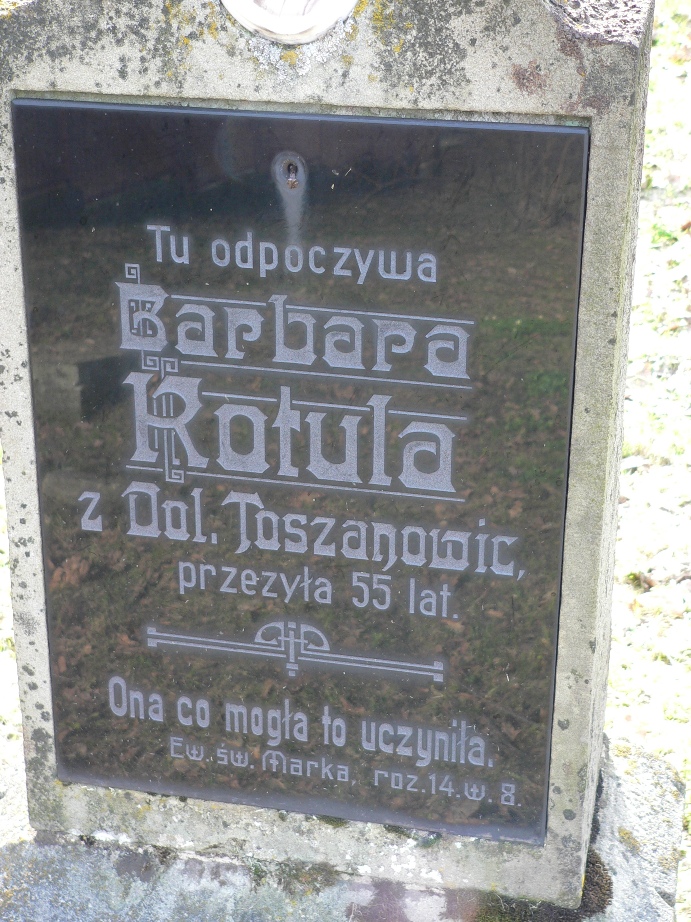 Tu odpoczywa
Barbara
Kotula
z Dol. Toszanowic,
przezyła 55 lat.
Ona co mogła to uczyniła.
Ew. św. Marka, roz. 14. w. 8.